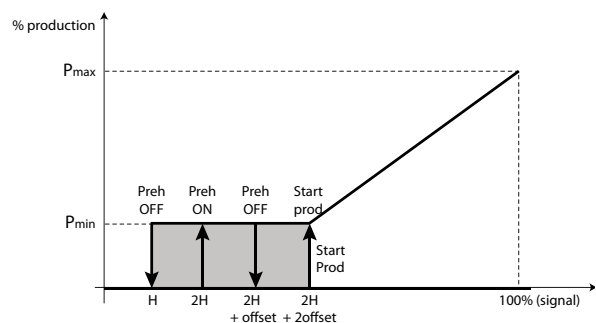 % production
Pmax
Preh Preh Preh Start
OFF ON OFF prod
Pmin
Start
Prod
H 2H 2H 2H 100% (signal)
+ offset + 2offset